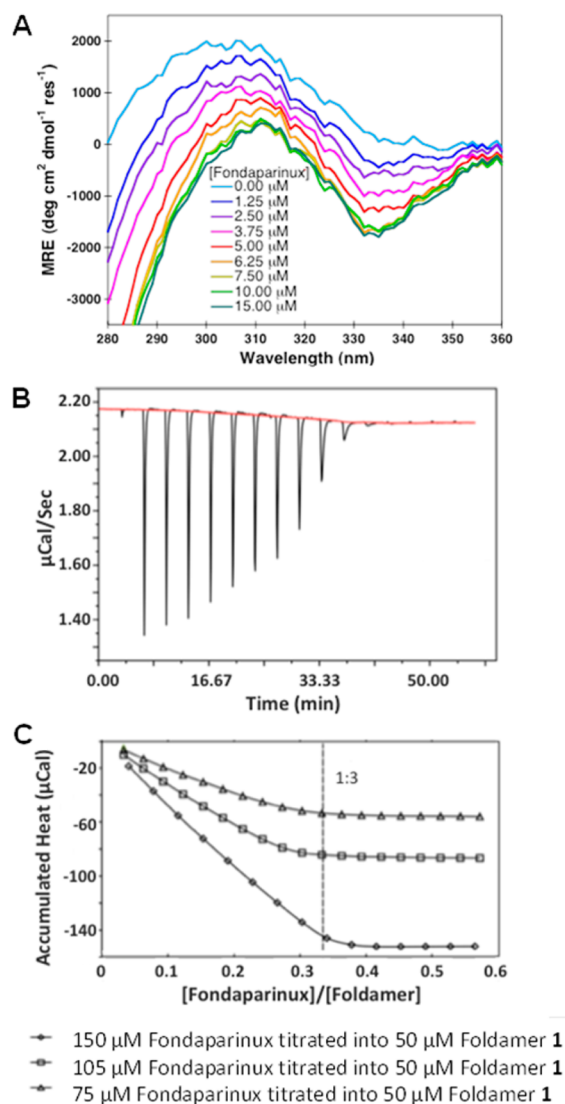 A
MRE (deg cm² dmol⁻¹ res⁻¹)
2000
1000
0
-1000
-2000
-3000
[Fondaparinux]
0.00 µM
1.25 µM
2.50 µM
3.75 µM
5.00 µM
6.25 µM
7.50 µM
10.00 µM
15.00 µM
280 290 300 310 320 330 340 350 360
Wavelength (nm)
B
µCal/Sec
2.20
2.00
1.80
1.60
1.40
0.00 16.67 33.33 50.00
Time (min)
C
Accumulated Heat (µCal)
-20
-60
-100
-140
1:3
0 0.1 0.2 0.3 0.4 0.5 0.6
[Fondaparinux]/[Foldamer]
150 µM Fondaparinux titrated into 50 µM Foldamer 1
105 µM Fondaparinux titrated into 50 µM Foldamer 1
75 µM Fondaparinux titrated into 50 µM Foldamer 1